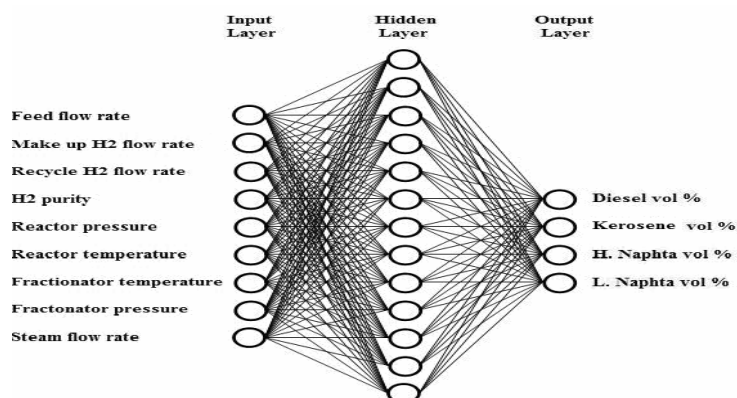 Input
Layer
Hidden
Layer
Output
Layer
Feed flow rate
Make up H2 flow rate
Recycle H2 flow rate
H2 purity
Reactor pressure
Reactor temperature
Fractionator temperature
Fractonator pressure
Steam flow rate
Diesel vol %
Kerosene vol %
H. Naphta vol %
L. Naphta vol %